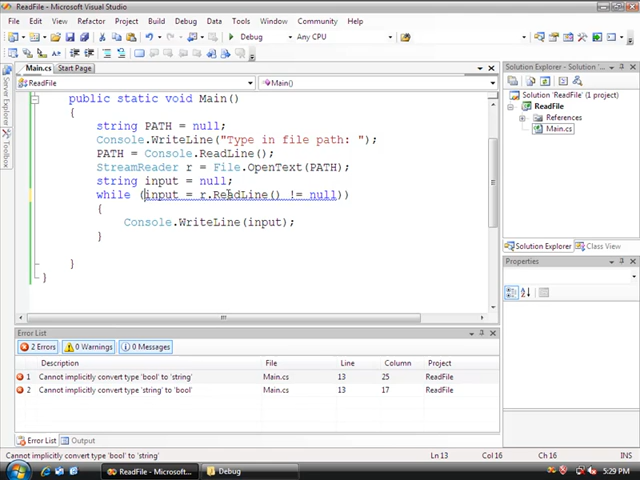 ReadFile - Microsoft Visual Studio
File Edit View Refactor Project Build Debug Data Tools Window Community Help
Debug Any CPU
Main.cs Start Page
ReadFile Main()
public static void Main()
{
string PATH = null;
Console.WriteLine("Type in file path: ");
PATH = Console.ReadLine();
StreamReader r = File.OpenText(PATH);
string input = null;
while (input = r.ReadLine() != null))
{
Console.WriteLine(input);
}
}
}
Server Explorer
Toolbox
Solution Explorer - ReadFile
Solution 'ReadFile' (1 project)
ReadFile
References
Main.cs
Solution Explorer Class View
Properties
Error List
2 Errors 0 Warnings 0 Messages
Description File Line Column Project
1 Cannot implicitly convert type 'bool' to 'string' Main.cs 13 25 ReadFile
2 Cannot implicitly convert type 'string' to 'bool' Main.cs 13 17 ReadFile
Error List Output
Cannot implicitly convert type 'bool' to 'string' Ln 13 Col 16 Ch 16 INS
ReadFile - Microsoft... Debug 5:29 PM